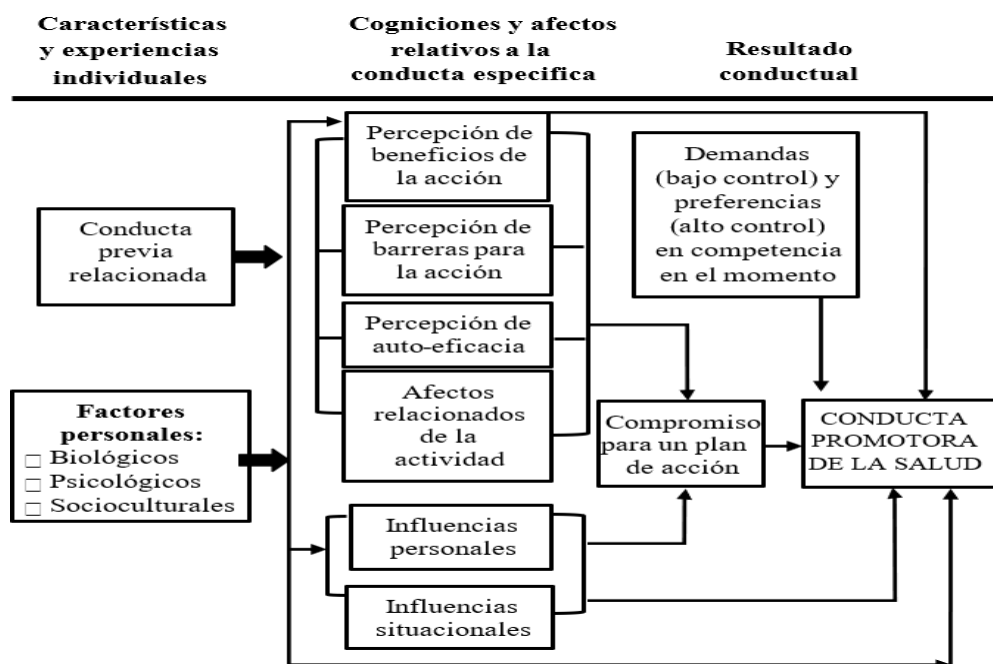 Características
y experiencias
individuales
Cogniciones y afectos
relativos a la
conducta especifica
Resultado
conductual
Conducta
previa
relacionada
Factores
personales:
□ Biológicos
□ Psicológicos
□ Socioculturales
Percepción de
beneficios de
la acción
Percepción de
barreras para
la acción
Percepción de
auto-eficacia
Afectos
relacionados
de la
actividad
Influencias
personales
Influencias
situacionales
Demandas
(bajo control) y
preferencias
(alto control)
en competencia
en el momento
Compromiso
para un plan
de acción
CONDUCTA
PROMOTORA
DE LA SALUD